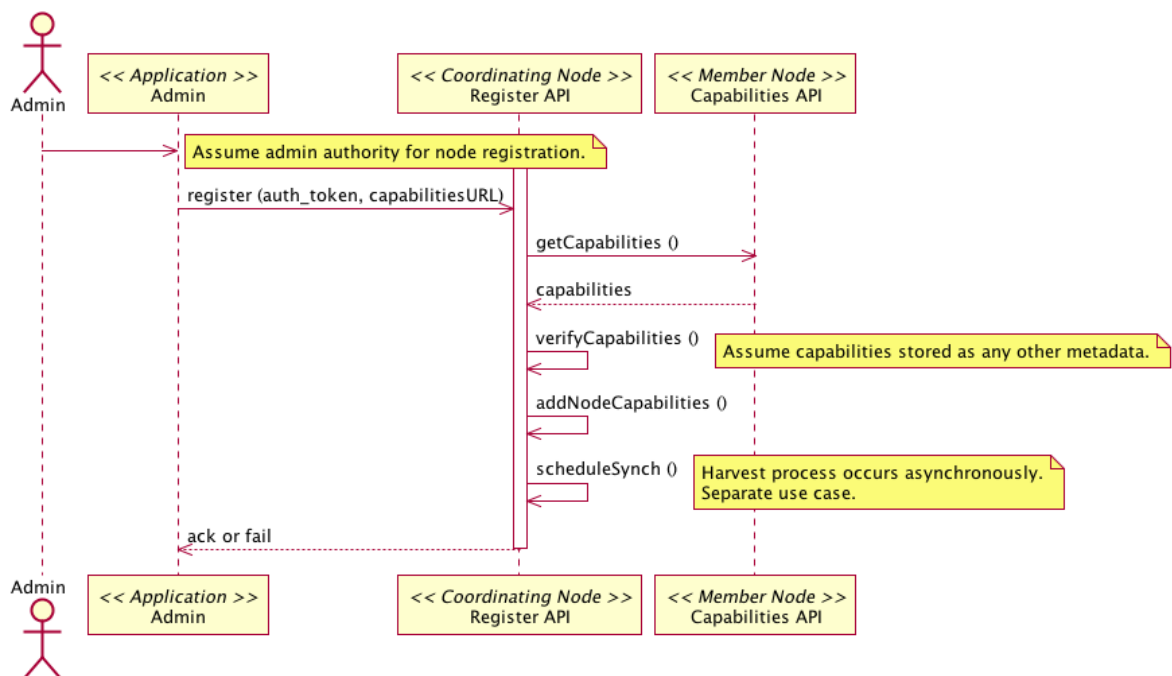 Admin
<< Application >>
Admin
<< Coordinating Node >>
Register API
<< Member Node >>
Capabilities API
Assume admin authority for node registration.
register (auth_token, capabilitiesURL)
getCapabilities ()
capabilities
verifyCapabilities ()
Assume capabilities stored as any other metadata.
addNodeCapabilities ()
scheduleSynch ()
Harvest process occurs asynchronously.
Separate use case.
ack or fail
Admin
<< Application >>
Admin
<< Coordinating Node >>
Register API
<< Member Node >>
Capabilities API